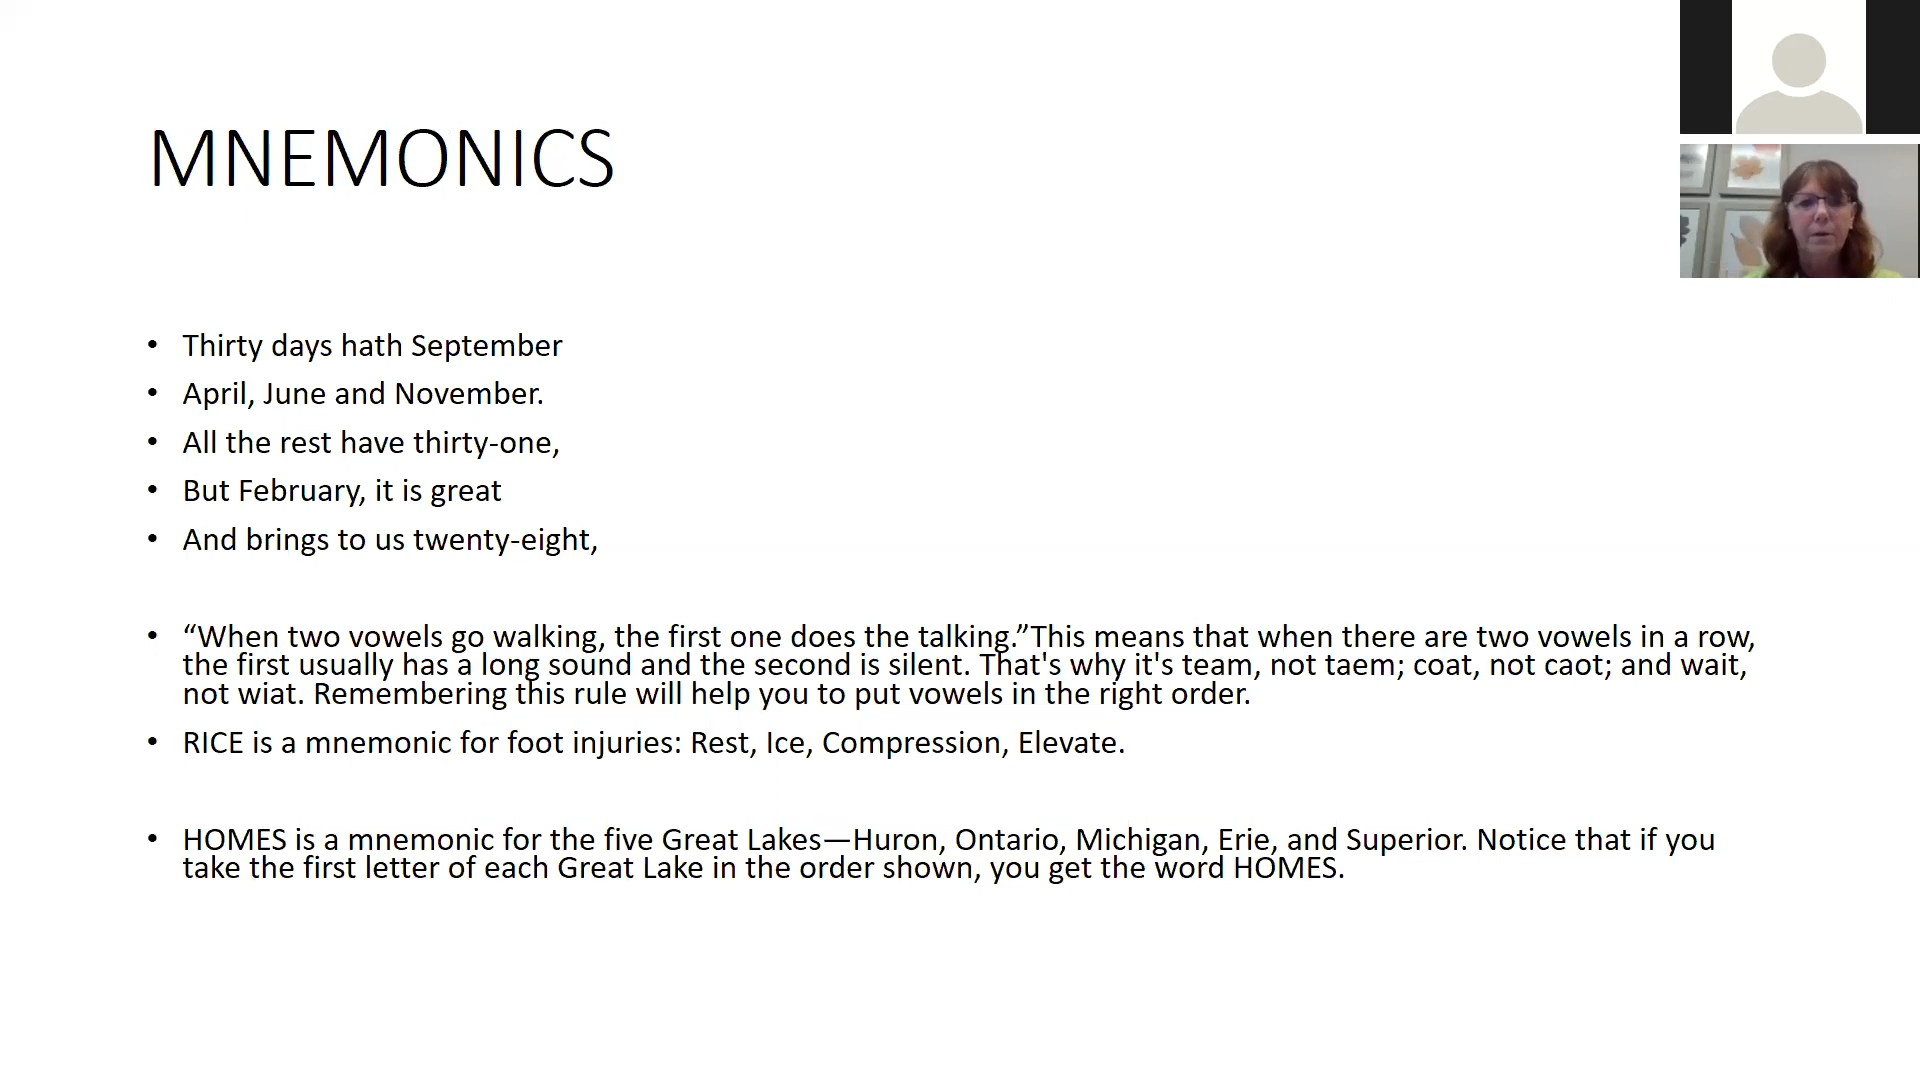 MNEMONICS
• Thirty days hath September
• April, June and November.
• All the rest have thirty-one,
• But February, it is great
• And brings to us twenty-eight,
• “When two vowels go walking, the first one does the talking.”This means that when there are two vowels in a row,
the first usually has a long sound and the second is silent. That's why it's team, not taem; coat, not caot; and wait,
not wiat. Remembering this rule will help you to put vowels in the right order.
• RICE is a mnemonic for foot injuries: Rest, Ice, Compression, Elevate.
• HOMES is a mnemonic for the five Great Lakes—Huron, Ontario, Michigan, Erie, and Superior. Notice that if you
take the first letter of each Great Lake in the order shown, you get the word HOMES.